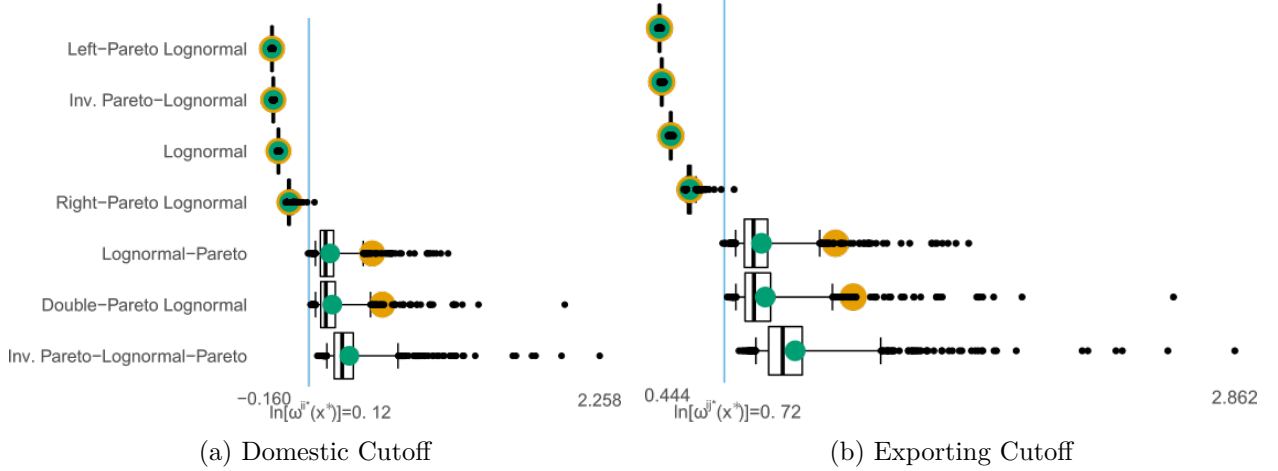 Left−Pareto Lognormal
Inv. Pareto−Lognormal
Lognormal
Right−Pareto Lognormal
Lognormal−Pareto
Double−Pareto Lognormal
Inv. Pareto−Lognormal−Pareto
−0.160
2.258
ln[ω^{ii*}(x*)]=0. 12
0.444
2.862
ln[ω^{ij*}(x*)]=0. 72
(a) Domestic Cutoff
(b) Exporting Cutoff